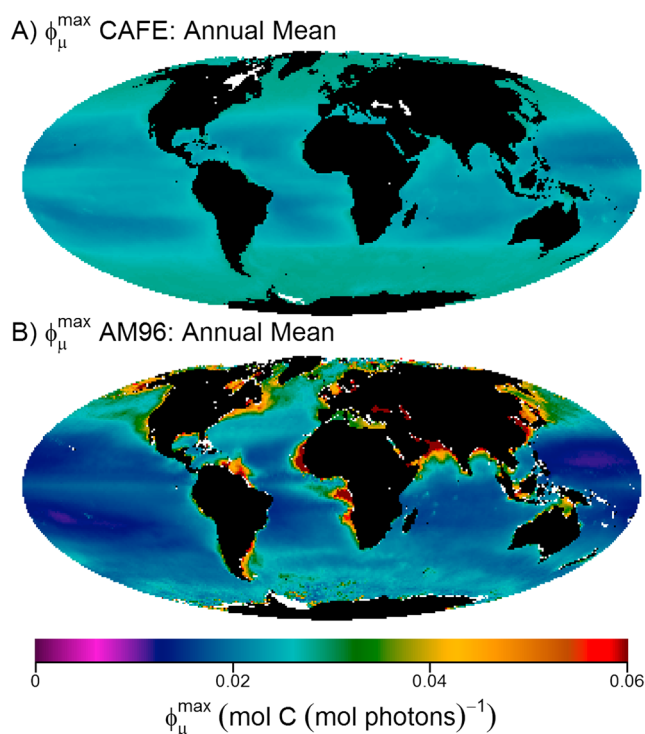 A) ϕμmax CAFE: Annual Mean
B) ϕμmax AM96: Annual Mean
0 0.02 0.04 0.06
ϕμmax (mol C (mol photons)−1)